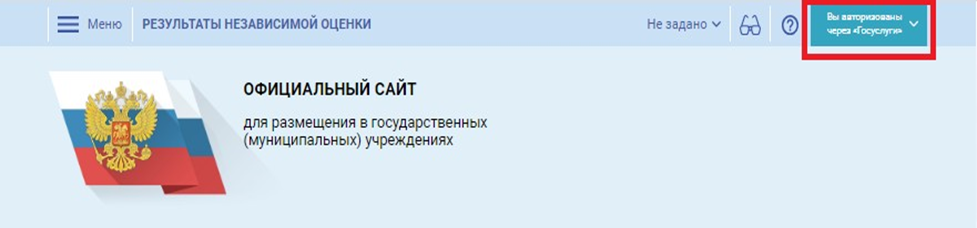 Меню
РЕЗУЛЬТАТЫ НЕЗАВИСИМОЙ ОЦЕНКИ
Не задано
Вы авторизованы
через «Госуслуги»
ОФИЦИАЛЬНЫЙ САЙТ
для размещения в государственных
(муниципальных) учреждениях